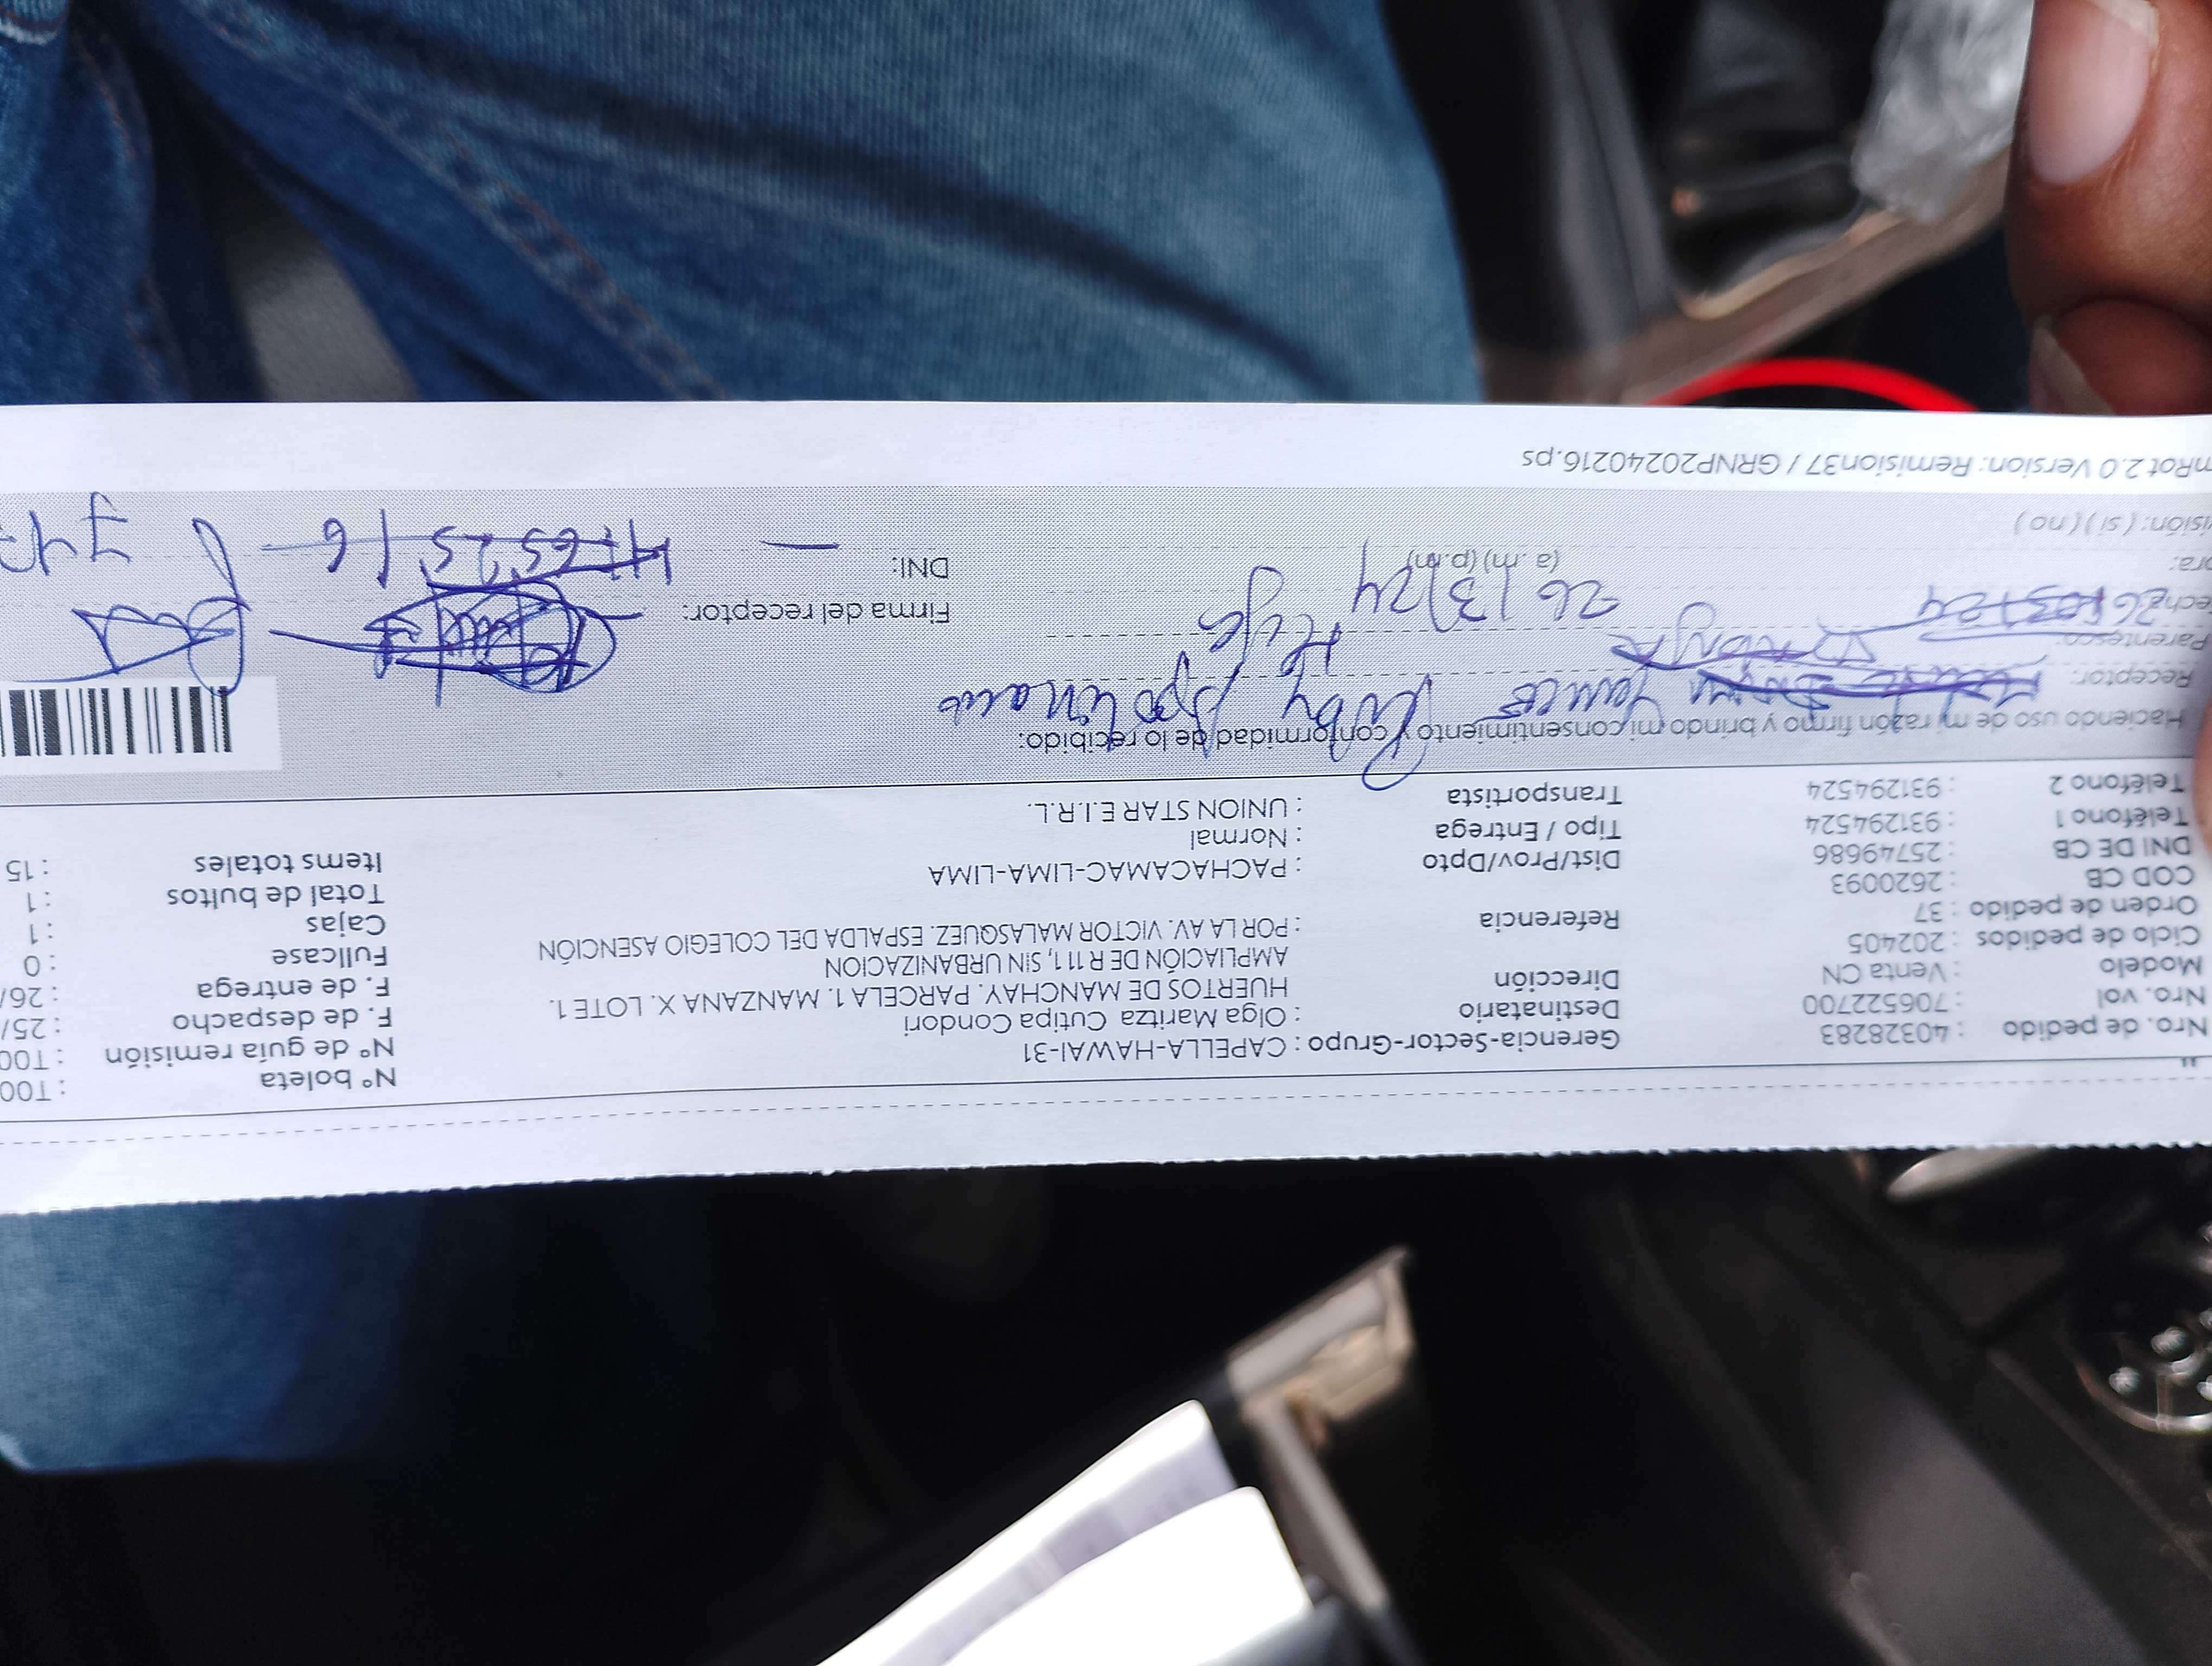 Nro. de pedido : 40328283
Nro. vol : 706522700
Modelo : Venta CN
Ciclo de pedidos : 202405
Orden de pedido : 37
COD CB : 2620093
DNI DE CB : 25749686
Teléfono 1 : 931294524
Teléfono 2 : 931294524
Gerencia-Sector-Grupo : CAPELLA-HAWAI-31
Destinatario : Olga Maritza Cutipa Condori
Dirección HUERTOS DE MANCHAY. PARCELA 1. MANZANA X. LOTE 1.
AMPLIACIÓN DE R111, SIN URBANIZACION
Referencia : POR LA AV. VICTOR MALASQUEZ. ESPALDA DEL COLEGIO ASENCIÓN
Dist/Prov/Dpto : PACHACAMAC-LIMA-LIMA
Tipo / Entrega : Normal
Transportista : UNION STAR E.I.R.L.
N° boleta : T00
N° de guía remisión : T00
F. de despacho : 25/
F. de entrega : 26/
Fullcase : 0
Cajas : 1
Total de bultos : 1
Items totales : 15
Haciendo uso de mi razón firmo y brindo mi consentimiento y conformidad de lo recibido:
Receptor: Ruby
Parentesco: Hija
26/03/24 26/3/24
(a.m) (p.m)
Firma del receptor:
DNI:
isión: ( si ) ( no )
mRot 2.0 Version: Remision37 / GRNP20240216.ps